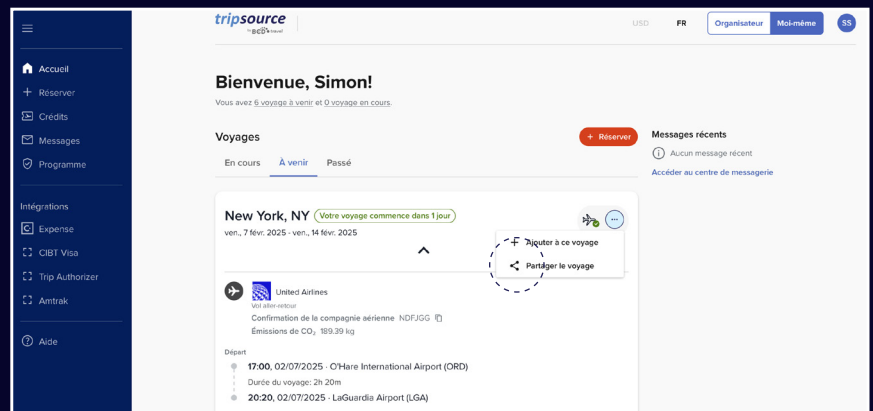 tripsource
by BCD travel
USD
FR
Organisateur
Moi-même
SS
Accueil
Réserver
Crédits
Messages
Programme
Intégrations
Expense
CIBT Visa
Trip Authorizer
Amtrak
Aide
Bienvenue, Simon!
Vous avez 6 voyage à venir et 0 voyage en cours.
Voyages
+ Réserver
En cours
À venir
Passé
New York, NY
Votre voyage commence dans 1 jour
ven., 7 févr. 2025 - ven., 14 févr. 2025
Ajouter à ce voyage
Partager le voyage
United Airlines
Vol aller-retour
Confirmation de la compagnie aérienne NDFJGG
Émissions de CO₂ 189.39 kg
Départ
17:00, 02/07/2025 · O'Hare International Airport (ORD)
Durée du voyage: 2h 20m
20:20, 02/07/2025 · LaGuardia Airport (LGA)
Messages récents
Aucun message récent
Accéder au centre de messagerie